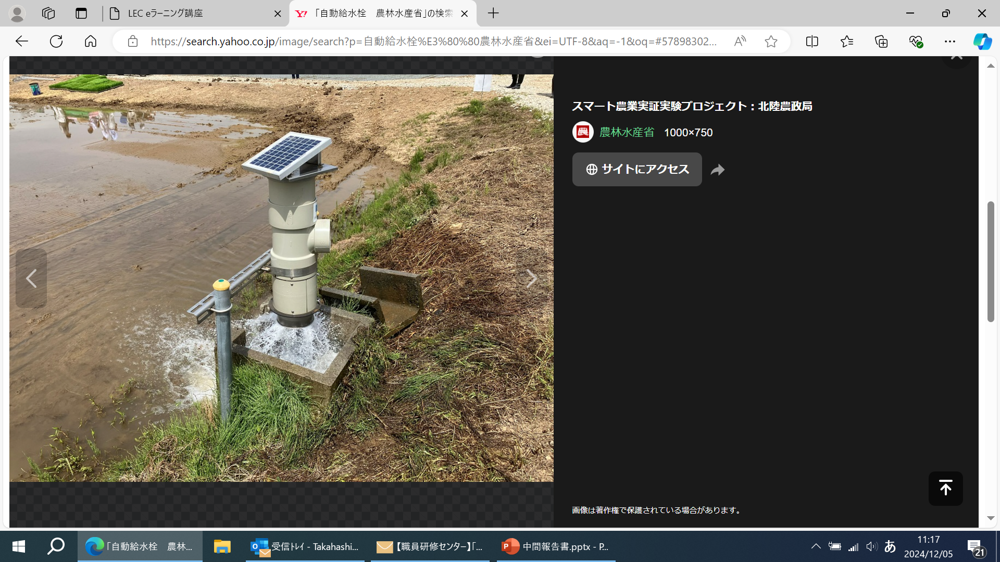 LEC eラーニング講座
「自動給水栓　農林水産省」の検索
https://search.yahoo.co.jp/image/search?p=自動給水栓%E3%80%80農林水産省&ei=UTF-8&aq=-1&oq=#57898302...
スマート農業実証実験プロジェクト：北陸農政局
農林水産省 1000×750
サイトにアクセス
画像は著作権で保護されている場合があります。
「自動給水栓　農林...
受信トレイ - Takahashi...
【職員研修センター】「...
中間報告書.pptx - P...
あ
11:17
2024/12/05
21